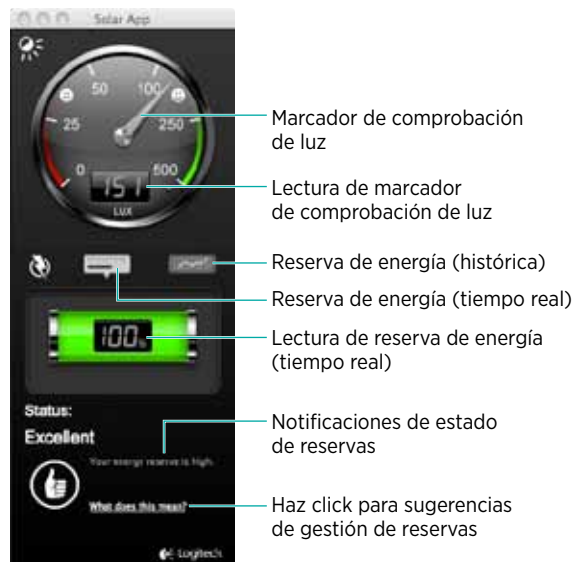 Solar App
50
100
25
250
0
500
151
LUX
Marcador de comprobación
de luz
Lectura de marcador
de comprobación de luz
Reserva de energía (histórica)
Reserva de energía (tiempo real)
100%
Lectura de reserva de energía
(tiempo real)
Status:
Excellent
Your energy reserve is high.
What does this mean?
Notificaciones de estado
de reservas
Haz click para sugerencias
de gestión de reservas
Logitech